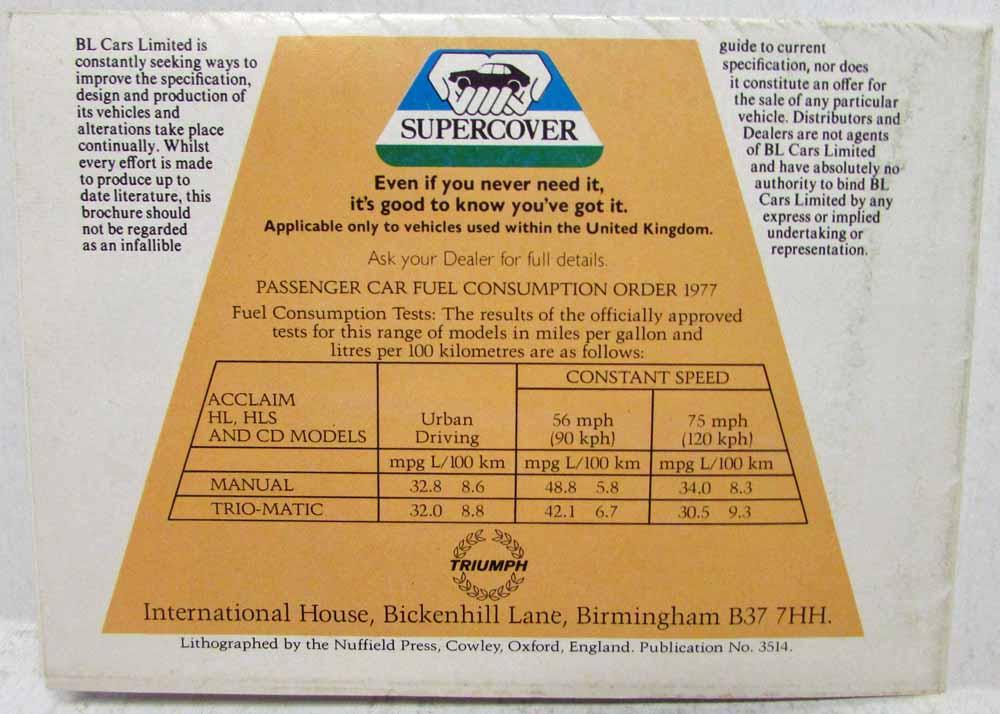 BL Cars Limited is
constantly seeking ways to
improve the specification,
design and production of
its vehicles and
alterations take place
continually. Whilst
every effort is made
to produce up to
date literature, this
brochure should
not be regarded
as an infallible
guide to current
specification, nor does
it constitute an offer for
the sale of any particular
vehicle. Distributors and
Dealers are not agents
of BL Cars Limited
and have absolutely no
authority to bind BL
Cars Limited by any
express or implied
undertaking or
representation.
SUPERCOVER
Even if you never need it,
it's good to know you've got it.
Applicable only to vehicles used within the United Kingdom.
Ask your Dealer for full details.
PASSENGER CAR FUEL CONSUMPTION ORDER 1977
Fuel Consumption Tests: The results of the officially approved
tests for this range of models in miles per gallon and
litres per 100 kilometres are as follows:
CONSTANT SPEED
ACCLAIM
HL, HLS Urban 56 mph 75 mph
AND CD MODELS Driving (90 kph) (120 kph)
mpg L/100 km mpg L/100 km mpg L/100 km
MANUAL 32.8 8.6 48.8 5.8 34.0 8.3
TRIO-MATIC 32.0 8.8 42.1 6.7 30.5 9.3
TRIUMPH
International House, Bickenhill Lane, Birmingham B37 7HH.
Lithographed by the Nuffield Press, Cowley, Oxford, England. Publication No. 3514.